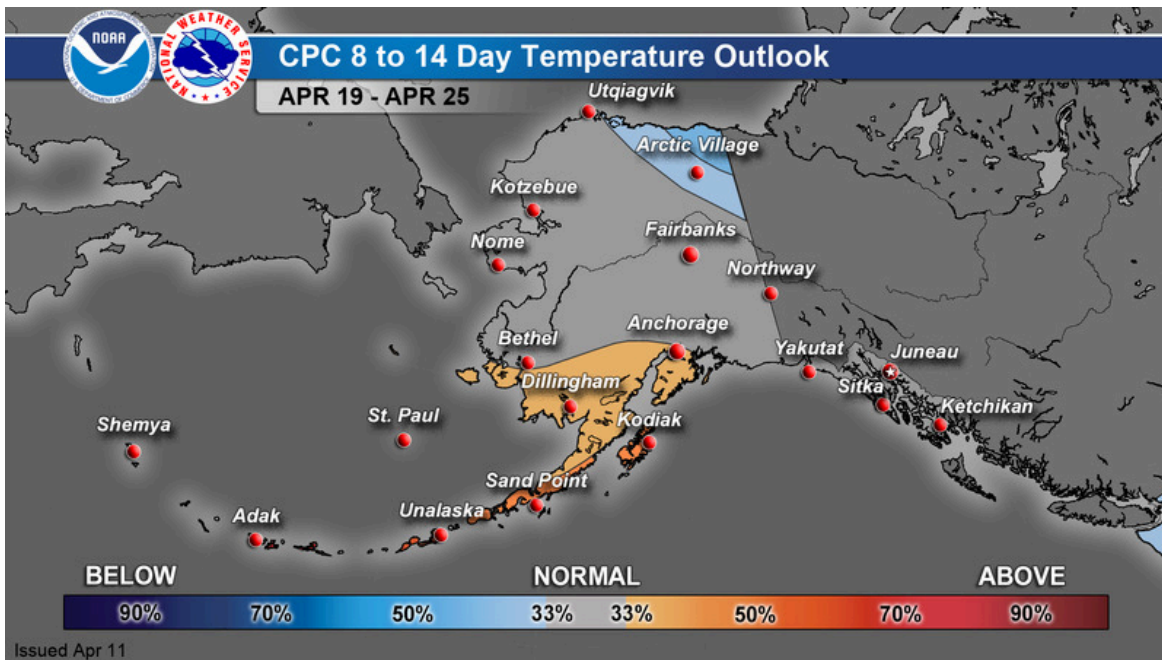 NOAA
NATIONAL WEATHER SERVICE
CPC 8 to 14 Day Temperature Outlook
APR 19 - APR 25
Utqiagvik
Arctic Village
Kotzebue
Fairbanks
Nome
Northway
Anchorage
Bethel
Yakutat
Juneau
Dillingham
Sitka
Ketchikan
St. Paul
Kodiak
Shemya
Sand Point
Unalaska
Adak
BELOW NORMAL ABOVE
90% 70% 50% 33% 33% 50% 70% 90%
Issued Apr 11